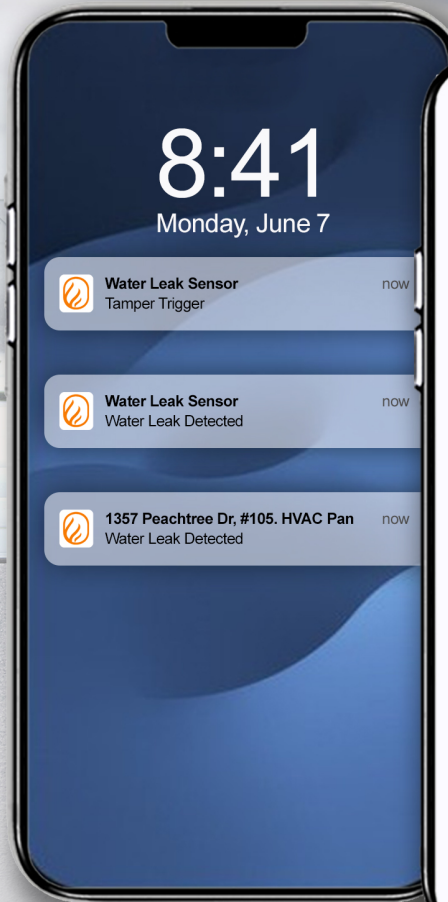 8:41
Monday, June 7
Water Leak Sensor now
Tamper Trigger
Water Leak Sensor now
Water Leak Detected
1357 Peachtree Dr, #105. HVAC Pan now
Water Leak Detected